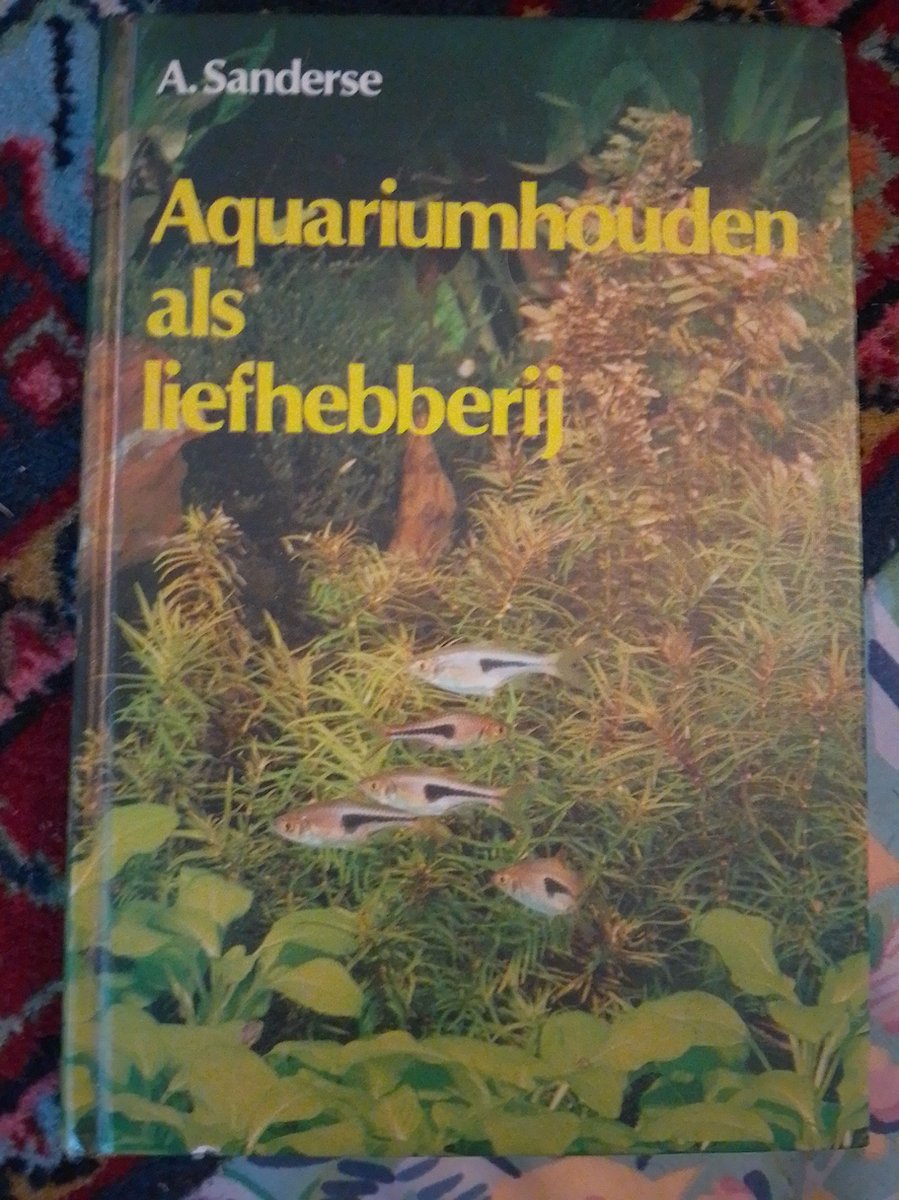 A. Sanderse
Aquariumhouden
als
liefhebberij